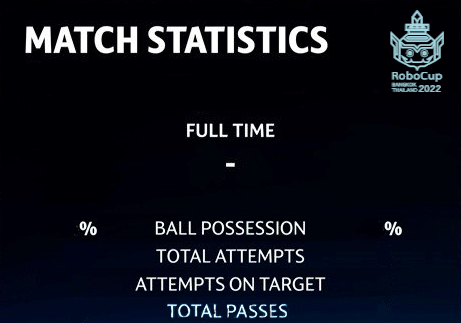 MATCH STATISTICS
RoboCup
BANGKOK
THAILAND 2022
FULL TIME
-
% BALL POSSESSION %
TOTAL ATTEMPTS
ATTEMPTS ON TARGET
TOTAL PASSES